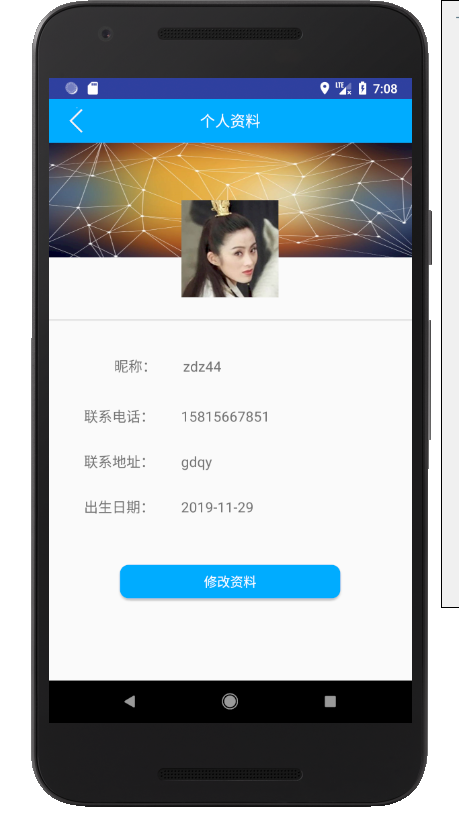 LTE 7:08
个人资料
昵称： zdz44
联系电话： 15815667851
联系地址： gdqy
出生日期： 2019-11-29
修改资料